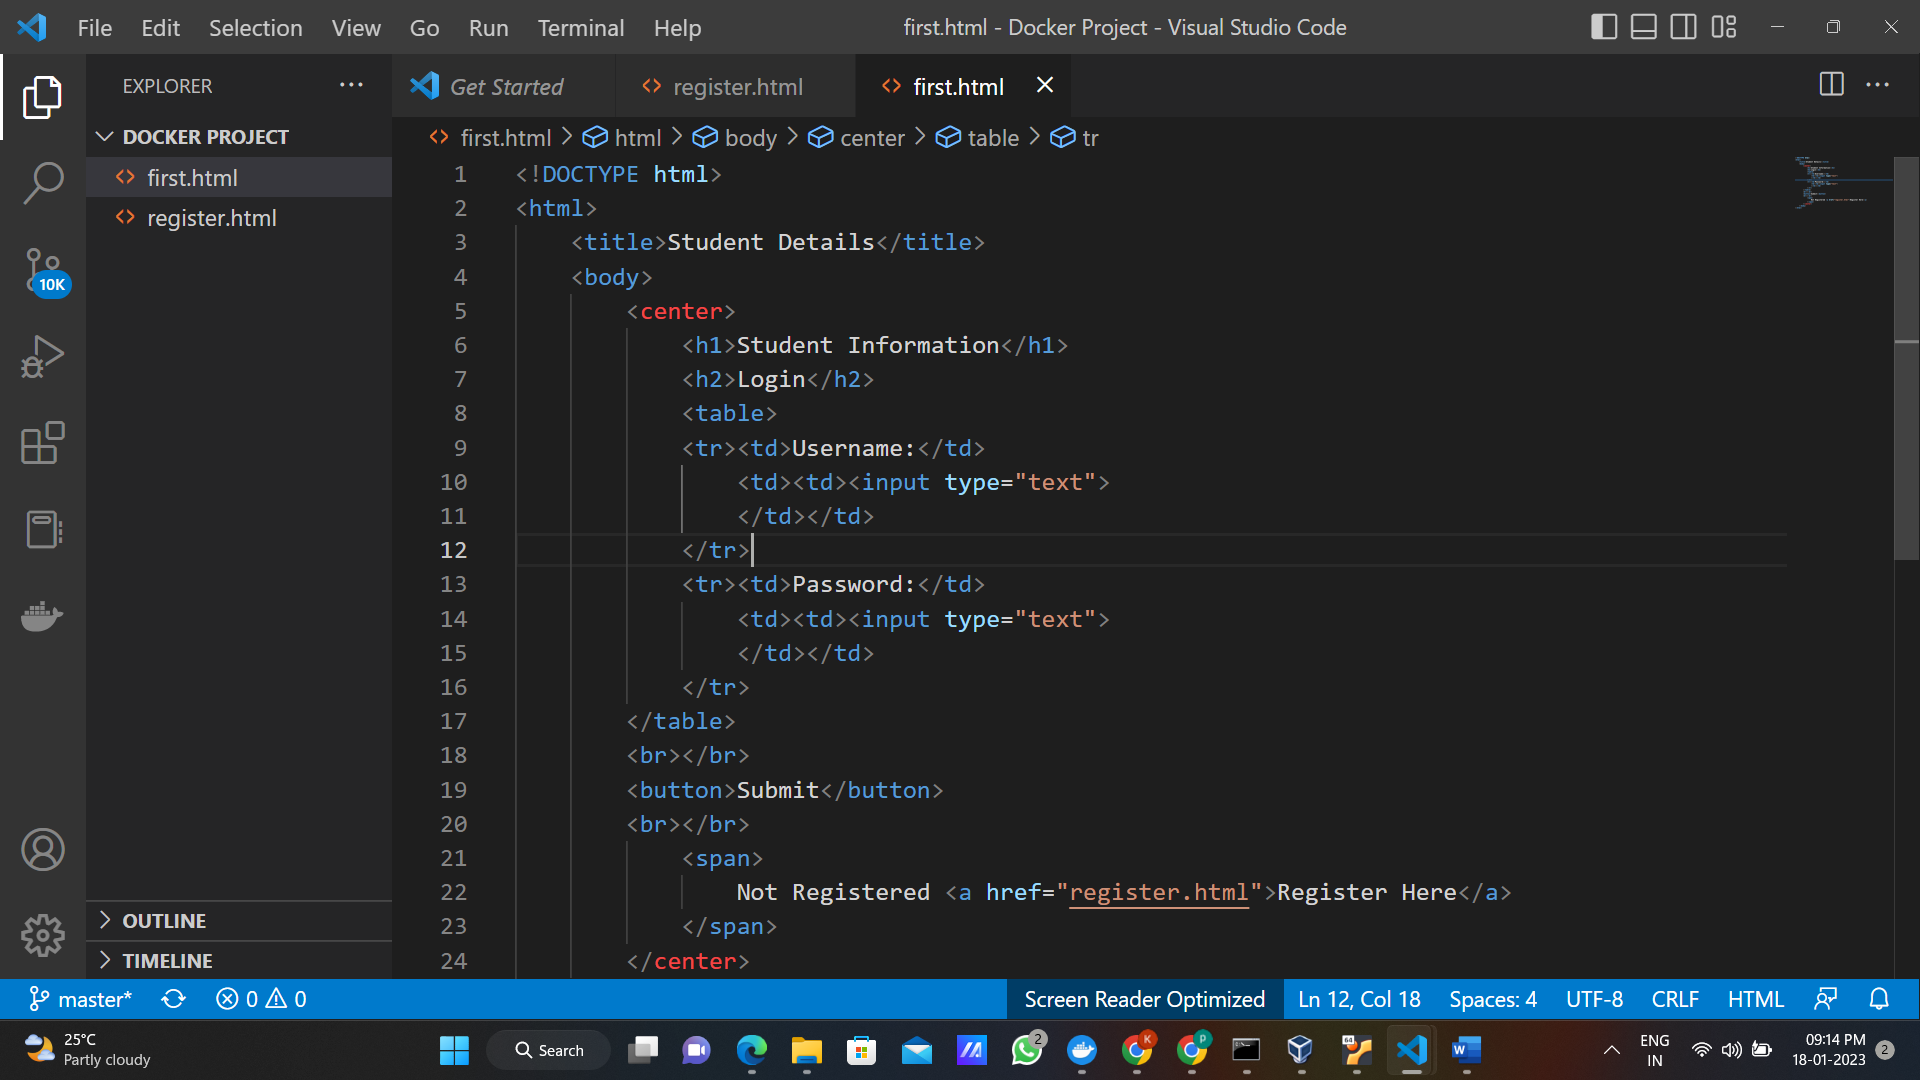 File Edit Selection View Go Run Terminal Help
first.html - Docker Project - Visual Studio Code
EXPLORER
Get Started
register.html
first.html
DOCKER PROJECT
first.html
register.html
first.html > html > body > center > table > tr
1 <!DOCTYPE html>
2 <html>
3 <title>Student Details</title>
4 <body>
5 <center>
6 <h1>Student Information</h1>
7 <h2>Login</h2>
8 <table>
9 <tr><td>Username:</td>
10 <td><td><input type="text">
11 </td></td>
12 </tr>
13 <tr><td>Password:</td>
14 <td><td><input type="text">
15 </td></td>
16 </tr>
17 </table>
18 <br></br>
19 <button>Submit</button>
20 <br></br>
21 <span>
22 Not Registered <a href="register.html">Register Here</a>
23 </span>
24 </center>
10K
OUTLINE
TIMELINE
master* 0 0 Screen Reader Optimized Ln 12, Col 18 Spaces: 4 UTF-8 CRLF HTML
25°C
Partly cloudy
Search
2
K
P
64
W
ENG
IN
09:14 PM
18-01-2023
2